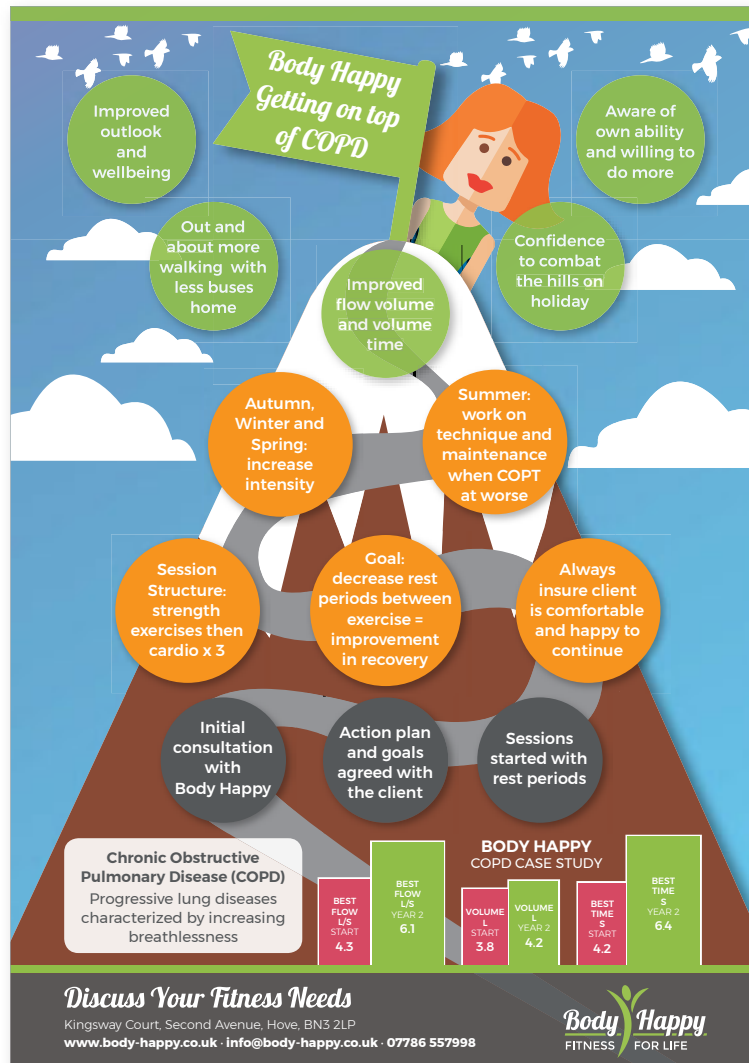 Body Happy
Getting on top
of COPD
Improved
outlook
and
wellbeing
Aware of
own ability
and willing to
do more
Out and
about more
walking with
less buses
home
Confidence
to combat
the hills on
holiday
Improved
flow volume
and volume
time
Autumn,
Winter and
Spring:
increase
intensity
Summer:
work on
technique and
maintenance
when COPT
at worse
Session
Structure:
strength
exercises then
cardio x 3
Goal:
decrease rest
periods between
exercise =
improvement
in recovery
Always
insure client
is comfortable
and happy to
continue
Initial
consultation
with
Body Happy
Action plan
and goals
agreed with
the client
Sessions
started with
rest periods
Chronic Obstructive
Pulmonary Disease (COPD)
Progressive lung diseases
characterized by increasing
breathlessness
BODY HAPPY
COPD CASE STUDY
BEST
FLOW
L/S
START
4.3
BEST
FLOW
L/S
YEAR 2
6.1
VOLUME
L
START
3.8
VOLUME
L
YEAR 2
4.2
BEST
TIME
S
START
4.2
BEST
TIME
S
YEAR 2
6.4
Discuss Your Fitness Needs
Kingsway Court, Second Avenue, Hove, BN3 2LP
www.body-happy.co.uk · info@body-happy.co.uk · 07786 557998
Body Happy
FITNESS FOR LIFE